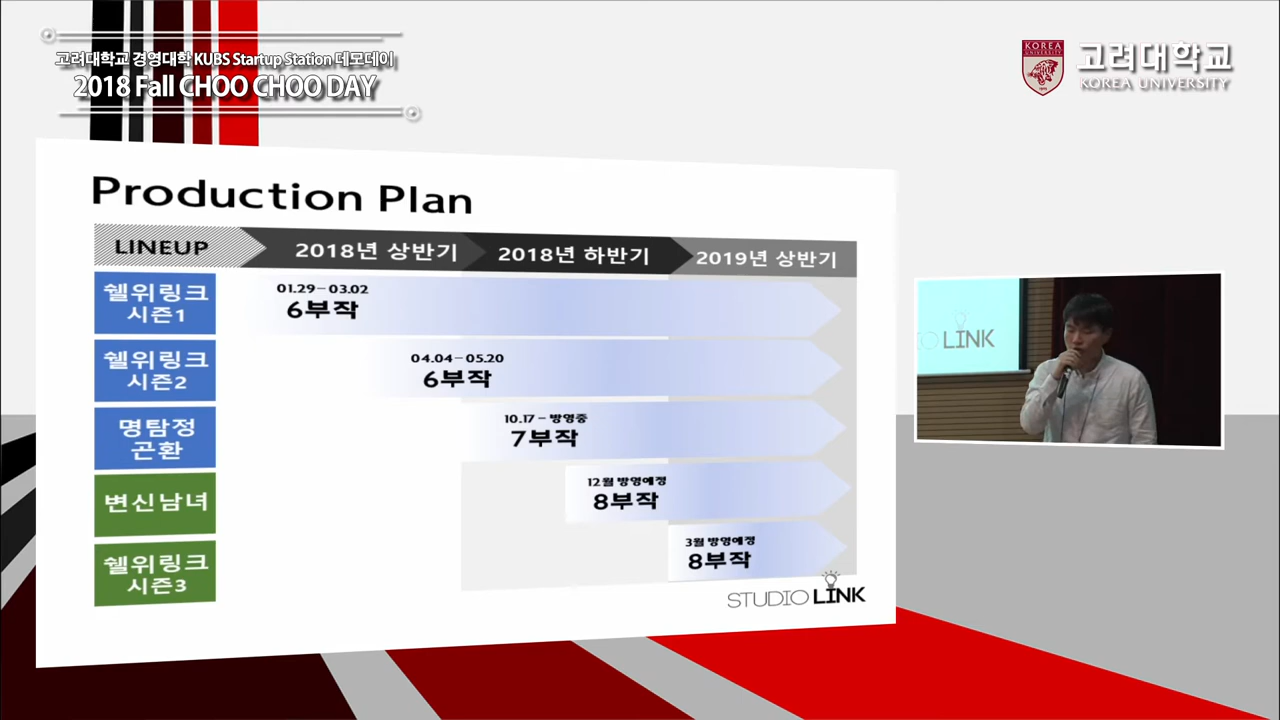 고려대학교 경영대학 KUBS Startup Station 데모데이
2018 Fall CHOO CHOO DAY
KOREA
UNIVERSITY
1905
고려대학교
KOREA UNIVERSITY
Production Plan
LINEUP
2018년 상반기
2018년 하반기
2019년 상반기
쉘위링크
시즌1
01.29-03.02
6부작
쉘위링크
시즌2
04.04-05.20
6부작
명탐정
곤환
10.17 - 방영중
7부작
변신남녀
12월 방영예정
8부작
쉘위링크
시즌3
3월 방영예정
8부작
STUDIO LINK
IO LINK